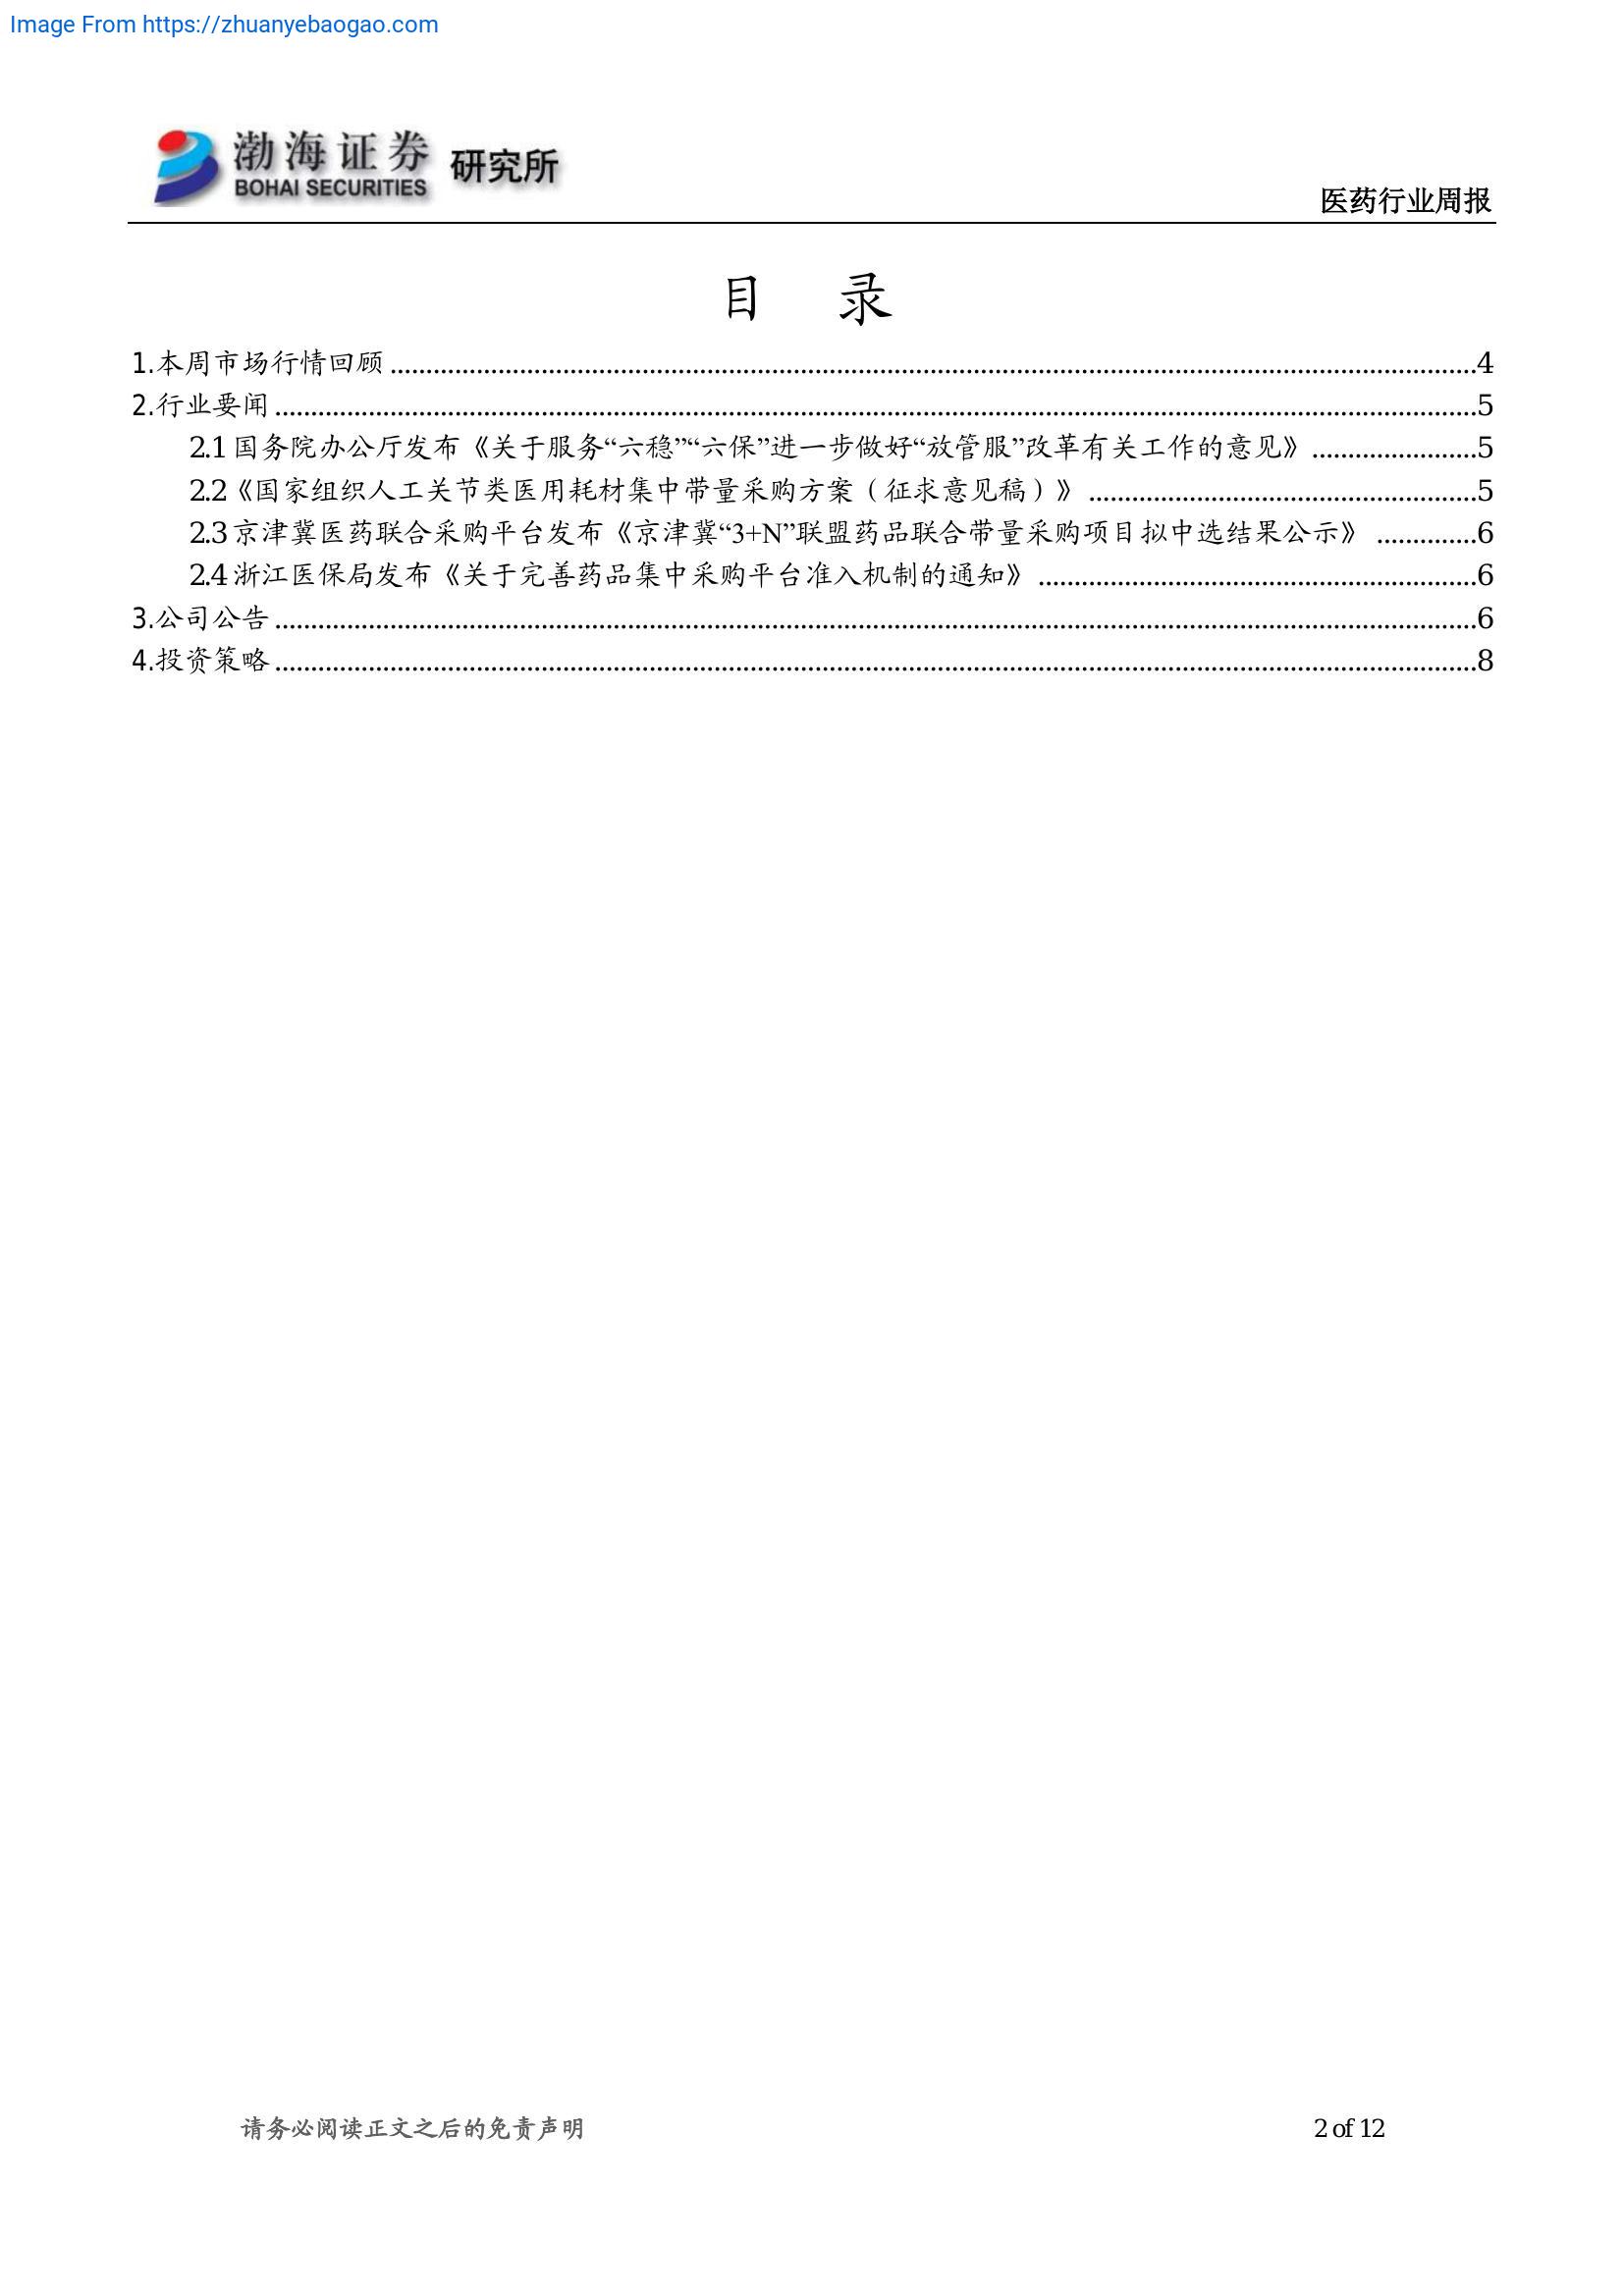 Image From https://zhuanyebaogao.com
渤海证券 研究所
BOHAI SECURITIES
医药行业周报
目 录
1.本周市场行情回顾 ........ 4
2.行业要闻 ........ 5
2.1 国务院办公厅发布《关于服务“六稳”“六保”进一步做好“放管服”改革有关工作的意见》 ........ 5
2.2《国家组织人工关节类医用耗材集中带量采购方案（征求意见稿）》 ........ 5
2.3 京津冀医药联合采购平台发布《京津冀“3+N”联盟药品联合带量采购项目拟中选结果公示》 ........ 6
2.4 浙江医保局发布《关于完善药品集中采购平台准入机制的通知》 ........ 6
3.公司公告 ........ 6
4.投资策略 ........ 8
请务必阅读正文之后的免责声明 2 of 12